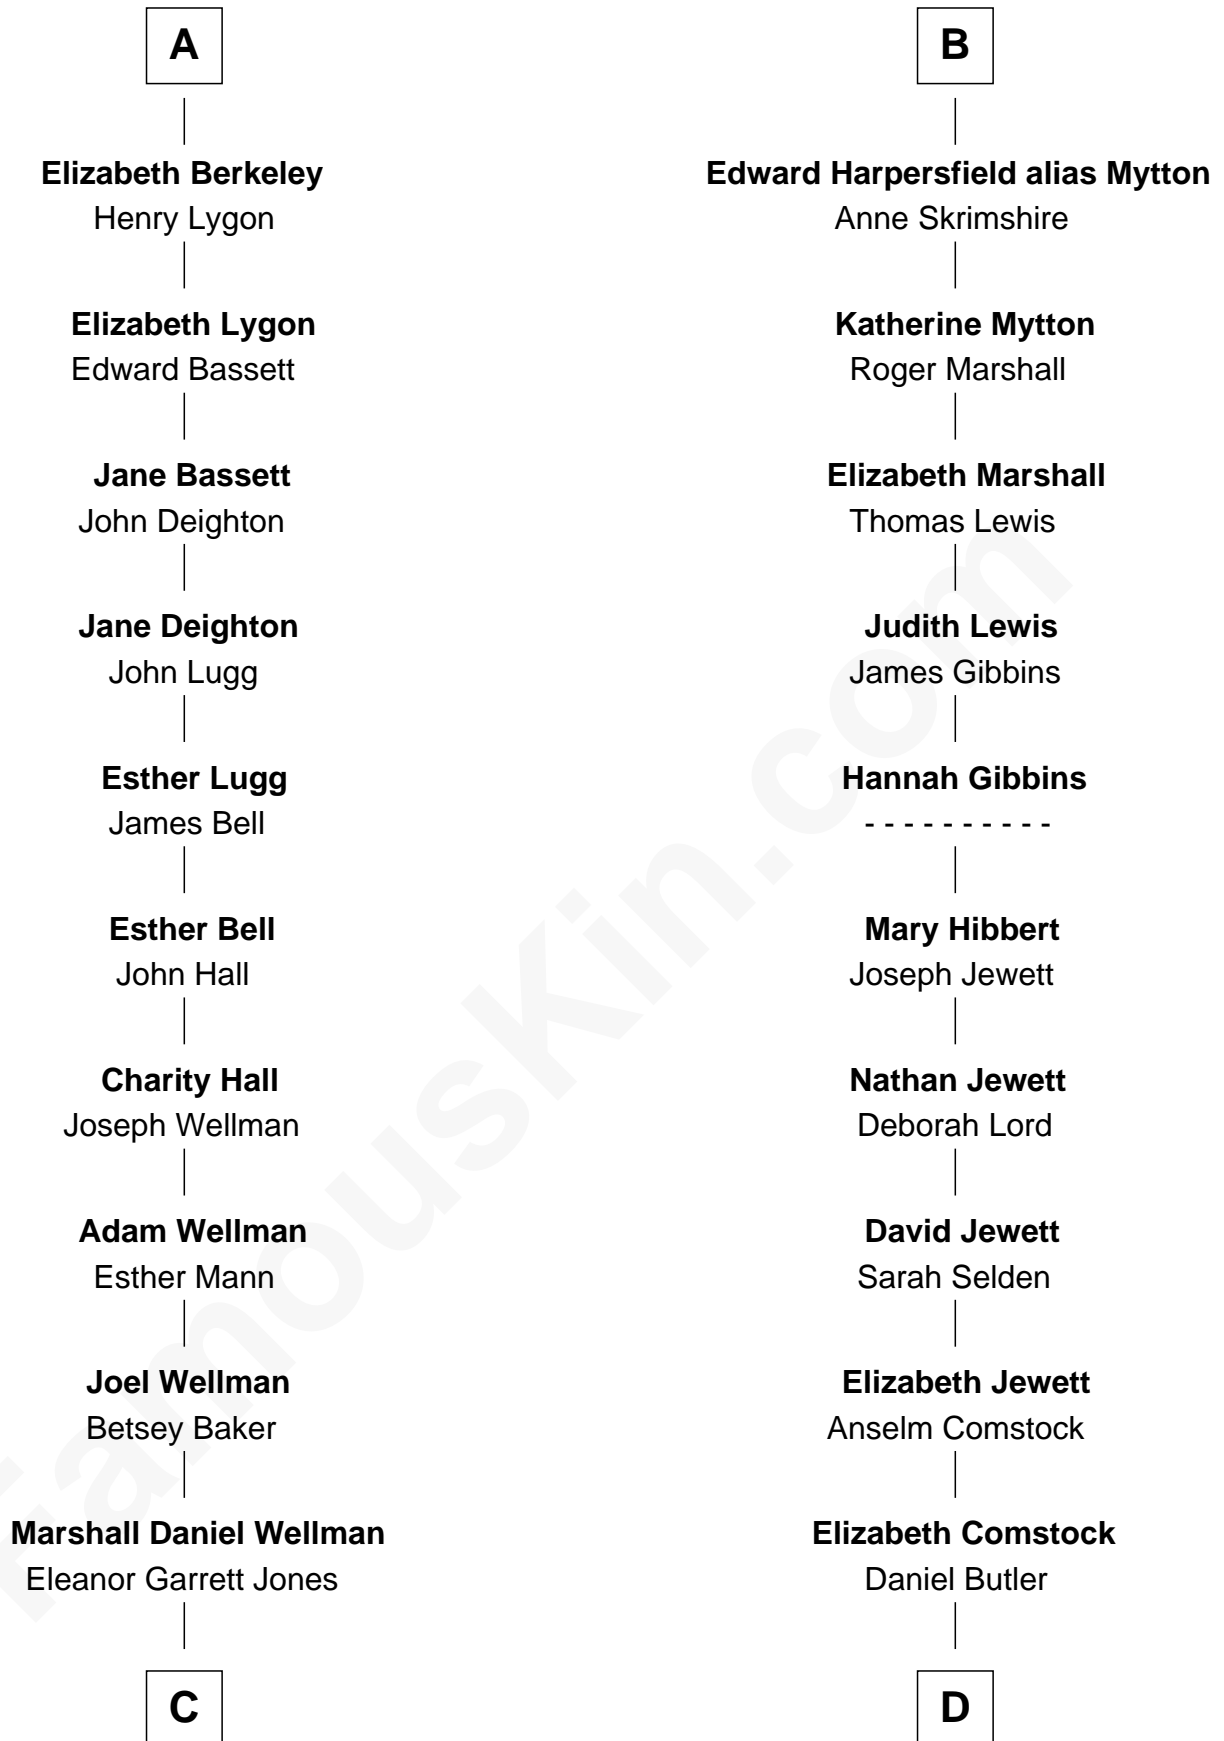 A
Elizabeth Berkeley
Henry Lygon
Elizabeth Lygon
Edward Bassett
Jane Bassett
John Deighton
Jane Deighton
John Lugg
Esther Lugg
James Bell
Esther Bell
John Hall
Charity Hall
Joseph Wellman
Adam Wellman
Esther Mann
Joel Wellman
Betsey Baker
Marshall Daniel Wellman
Eleanor Garrett Jones
C
B
Edward Harpersfield alias Mytton
Anne Skrimshire
Katherine Mytton
Roger Marshall
Elizabeth Marshall
Thomas Lewis
Judith Lewis
James Gibbins
Hannah Gibbins
- - - - - - - - - -
Mary Hibbert
Joseph Jewett
Nathan Jewett
Deborah Lord
David Jewett
Sarah Selden
Elizabeth Jewett
Anselm Comstock
Elizabeth Comstock
Daniel Butler
D
FamousKin.com